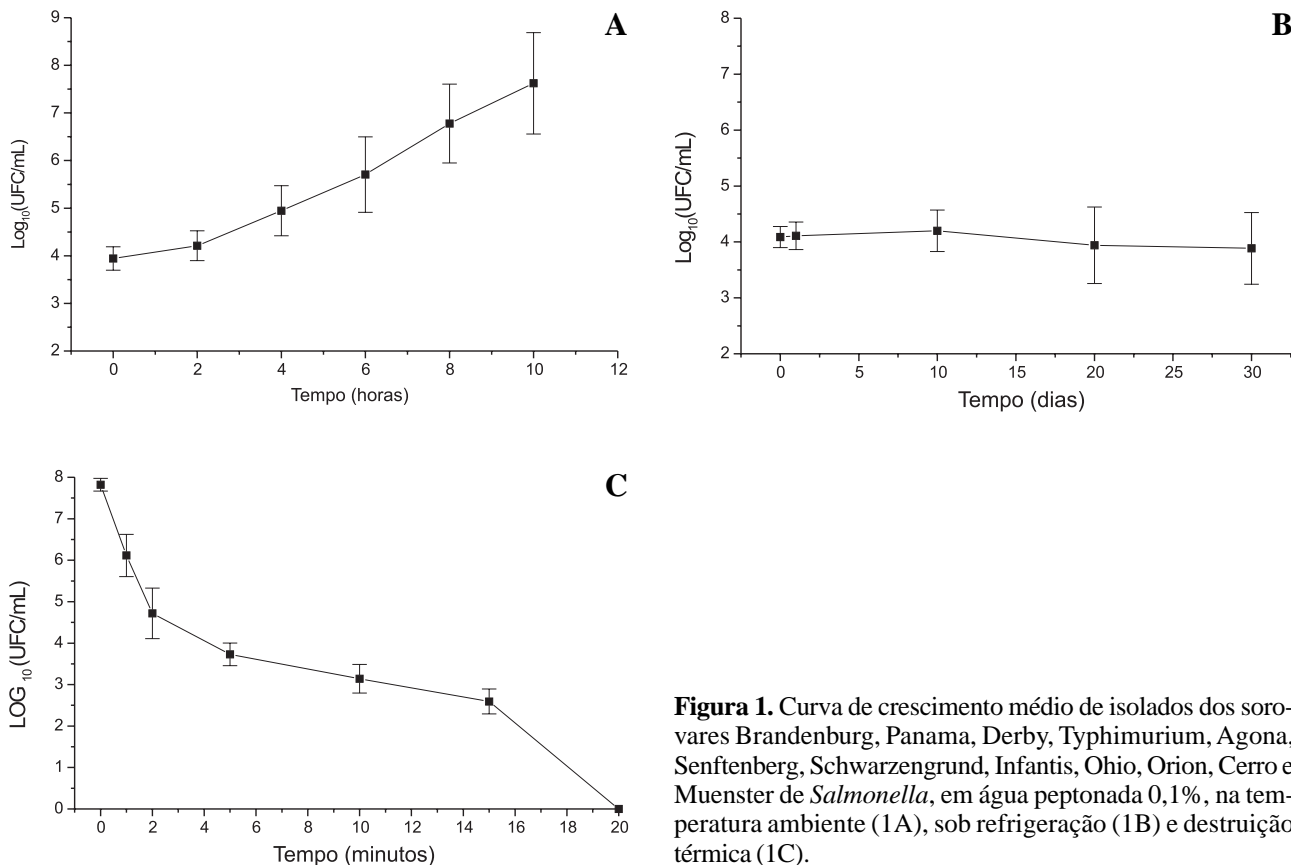 A
9
8
7
6
5
4
3
2
Log10(UFC/mL)
0 2 4 6 8 10 12
Tempo (horas)
B
8
7
6
5
4
3
2
Log10(UFC/mL)
0 5 10 15 20 25 30
Tempo (dias)
C
8
7
6
5
4
3
2
1
0
LOG 10 (UFC/mL)
0 2 4 6 8 10 12 14 16 18 20
Tempo (minutos)
Figura 1. Curva de crescimento médio de isolados dos soro-
vares Brandenburg, Panama, Derby, Typhimurium, Agona,
Senftenberg, Schwarzengrund, Infantis, Ohio, Orion, Cerro e
Muenster de Salmonella, em água peptonada 0,1%, na tem-
peratura ambiente (1A), sob refrigeração (1B) e destruição
térmica (1C).